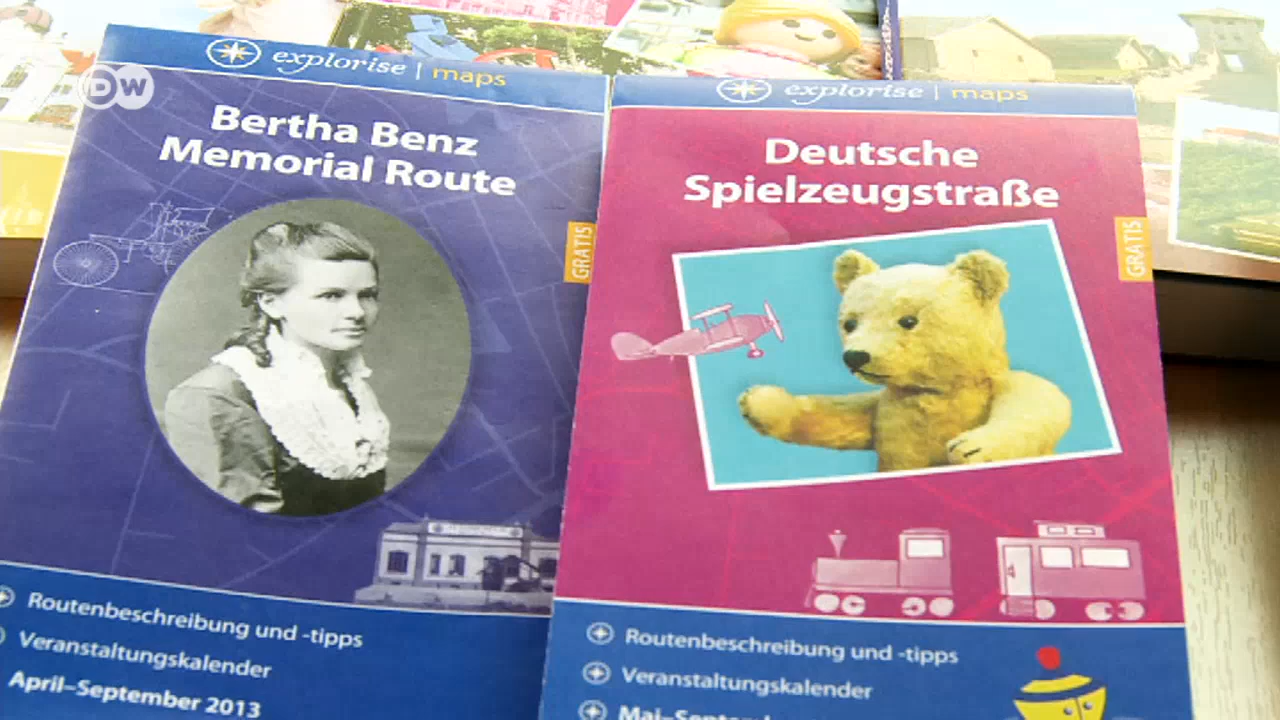 DW
explorise | maps
Bertha Benz
Memorial Route
GRATIS
Routenbeschreibung und -tipps
Veranstaltungskalender
April–September 2013
explorise | maps
Deutsche
Spielzeugstraße
GRATIS
Routenbeschreibung und -tipps
Veranstaltungskalender